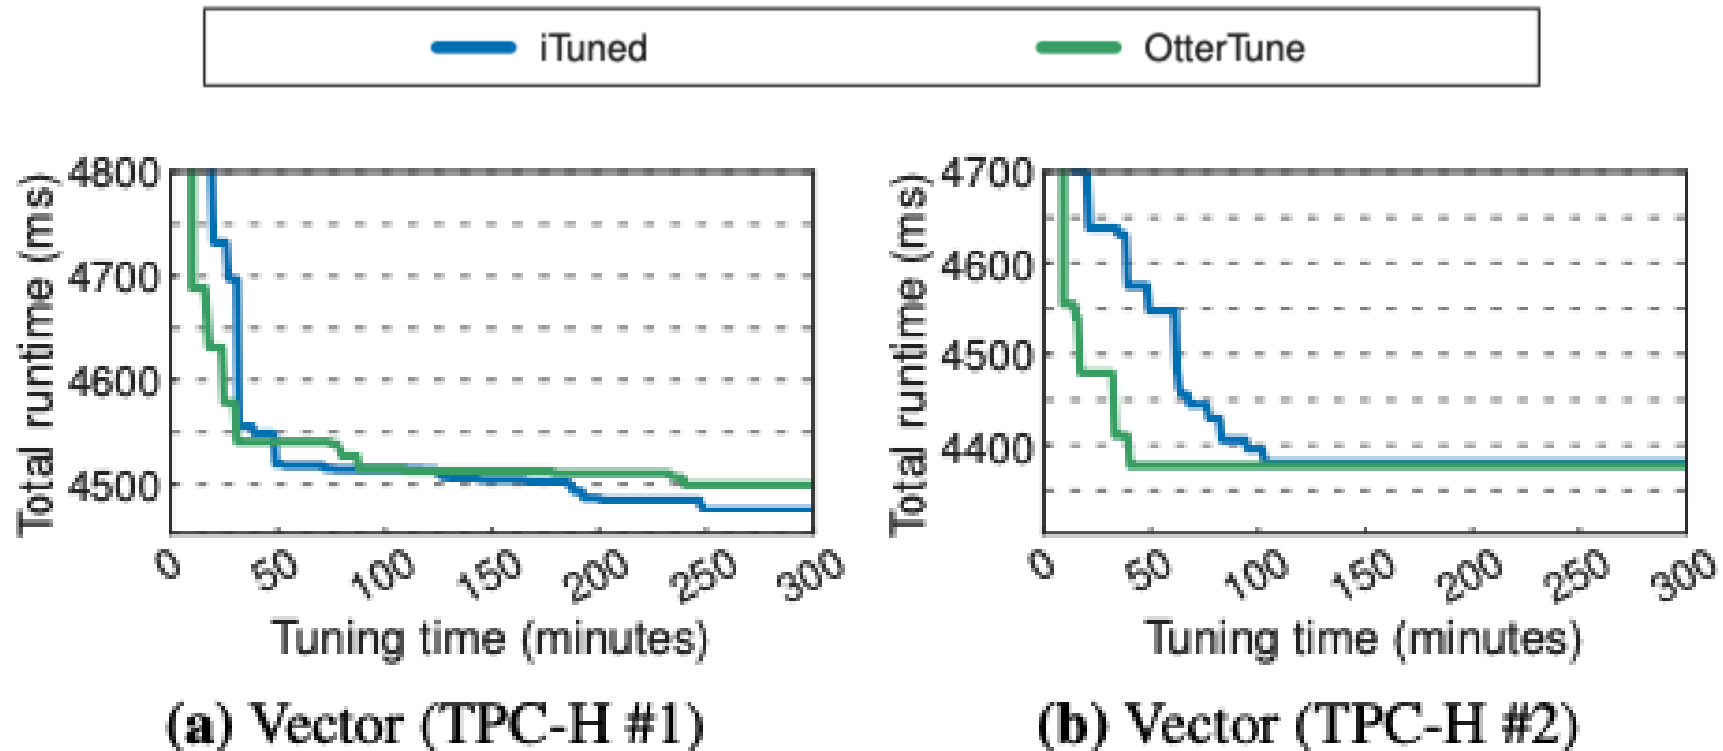 iTuned OtterTune
Total runtime (ms)
4800
4700
4600
4500
0 50 100 150 200 250 300
Tuning time (minutes)
(a) Vector (TPC-H #1)
Total runtime (ms)
4700
4600
4500
4400
0 50 100 150 200 250 300
Tuning time (minutes)
(b) Vector (TPC-H #2)